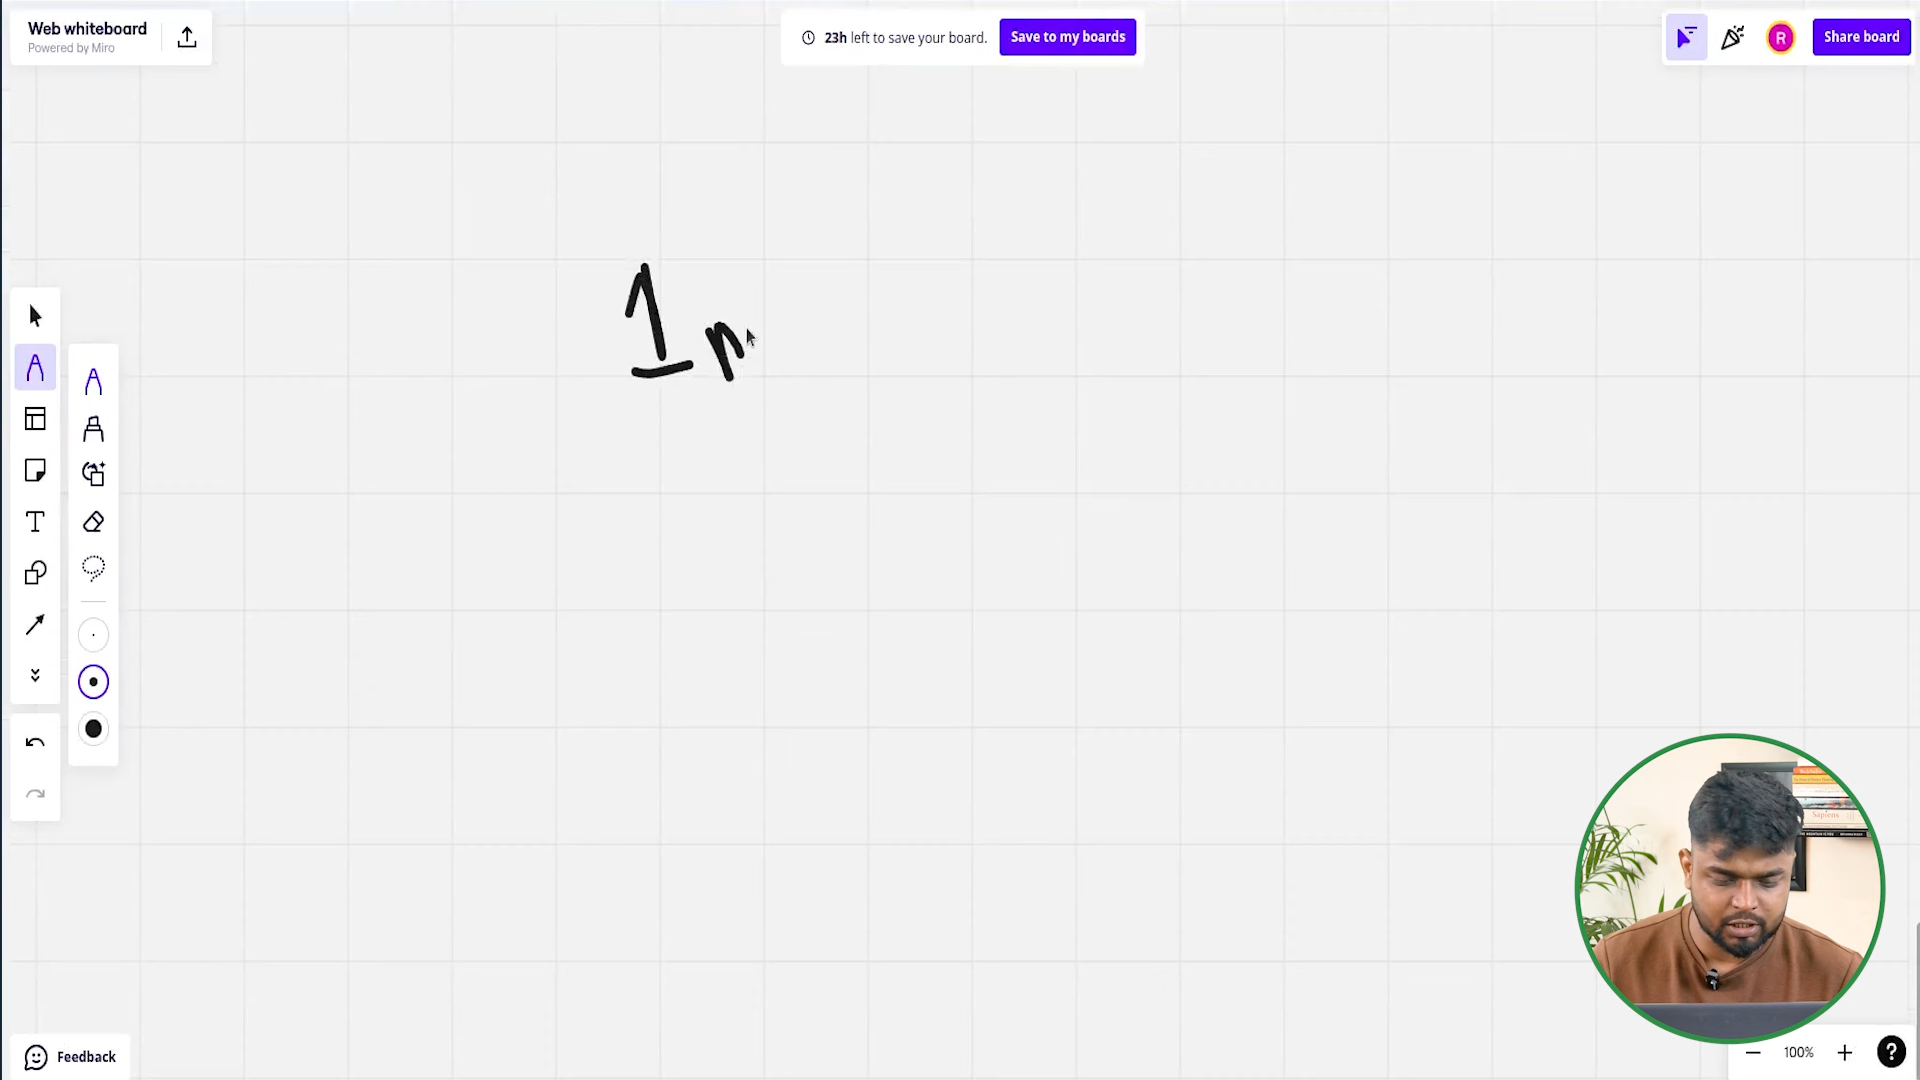 Web whiteboard
Powered by Miro
23h left to save your board.
Save to my boards
R
Share board
1 n
T
Sapiens
Feedback
100%
?